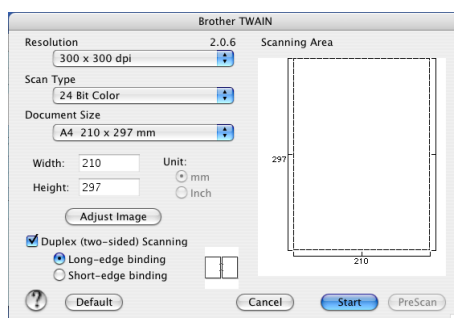 Brother TWAIN
Resolution 2.0.6
300 x 300 dpi
Scan Type
24 Bit Color
Document Size
A4 210 x 297 mm
Width: 210
Height: 297
Unit:
mm
Inch
Adjust Image
Duplex (two-sided) Scanning
Long-edge binding
Short-edge binding
Scanning Area
297
210
? Default Cancel Start PreScan